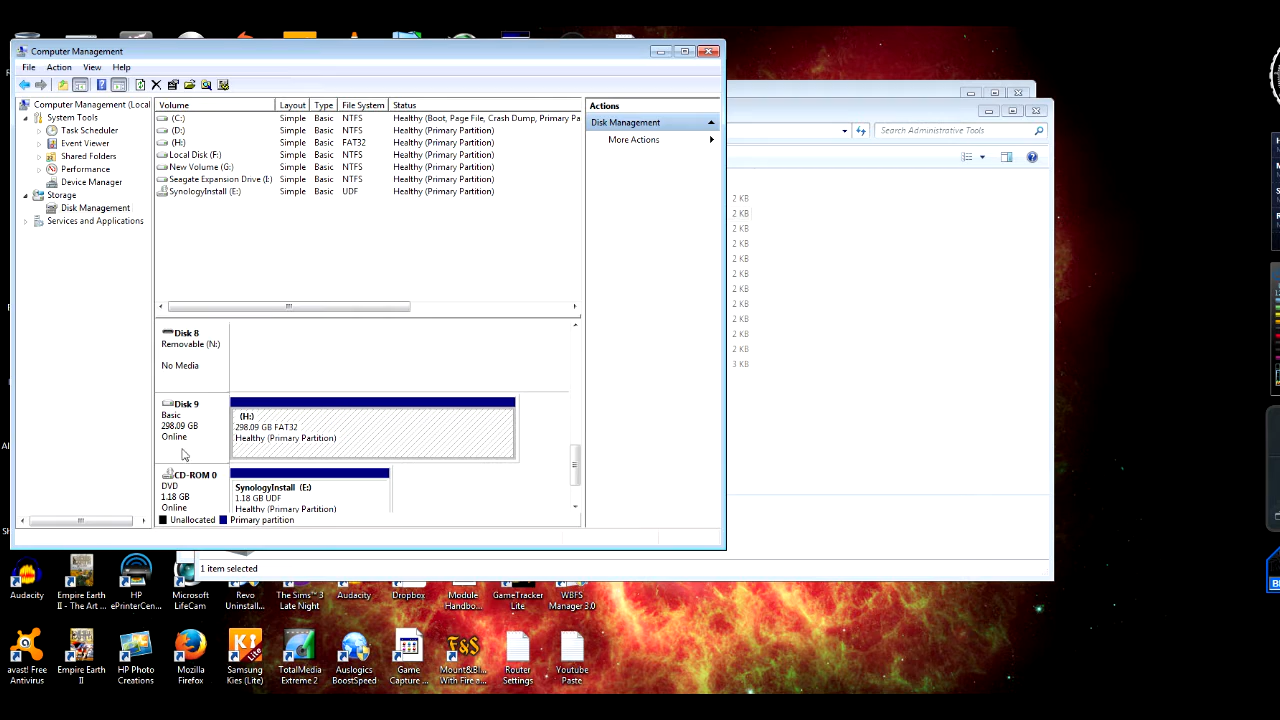 Computer Management
File Action View Help
Computer Management (Local
System Tools
Task Scheduler
Event Viewer
Shared Folders
Performance
Device Manager
Storage
Disk Management
Services and Applications
Volume Layout Type File System Status
(C:) Simple Basic NTFS Healthy (Boot, Page File, Crash Dump, Primary Pa
(D:) Simple Basic NTFS Healthy (Primary Partition)
(H:) Simple Basic FAT32 Healthy (Primary Partition)
Local Disk (F:) Simple Basic NTFS Healthy (Primary Partition)
New Volume (G:) Simple Basic NTFS Healthy (Primary Partition)
Seagate Expansion Drive (I:) Simple Basic NTFS Healthy (Primary Partition)
SynologyInstall (E:) Simple Basic UDF Healthy (Primary Partition)
Disk 8
Removable (N:)
No Media
Disk 9
Basic
298.09 GB
Online
(H:)
298.09 GB FAT32
Healthy (Primary Partition)
CD-ROM 0
DVD
1.18 GB
Online
SynologyInstall (E:)
1.18 GB UDF
Healthy (Primary Partition)
Unallocated Primary partition
Actions
Disk Management
More Actions
Search Administrative Tools
2 KB
2 KB
2 KB
2 KB
2 KB
2 KB
2 KB
2 KB
2 KB
2 KB
2 KB
3 KB
1 item selected
Audacity
Empire Earth
II - The Art ...
HP
ePrinterCen...
Microsoft
LifeCam
Revo
Uninstall...
The Sims™ 3
Late Night
Audacity
Dropbox
Module
Handbo...
GameTracker
Lite
WBFS
Manager 3.0
avast! Free
Antivirus
Empire Earth
II
HP Photo
Creations
Mozilla
Firefox
Samsung
Kies (Lite)
TotalMedia
Extreme 2
Auslogics
BoostSpeed
Game
Capture ...
Mount&Bl...
With Fire a...
Router
Settings
Youtube
Paste